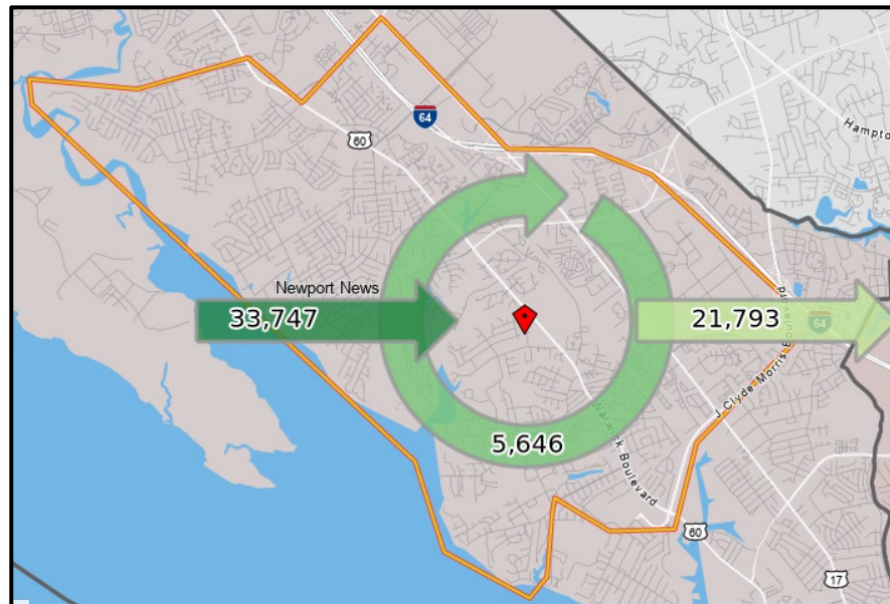 64
60
Hampto
Newport News
33,747
21,793
64
J Clyde Morris B
5,646
Warwick Boulevard
60
17